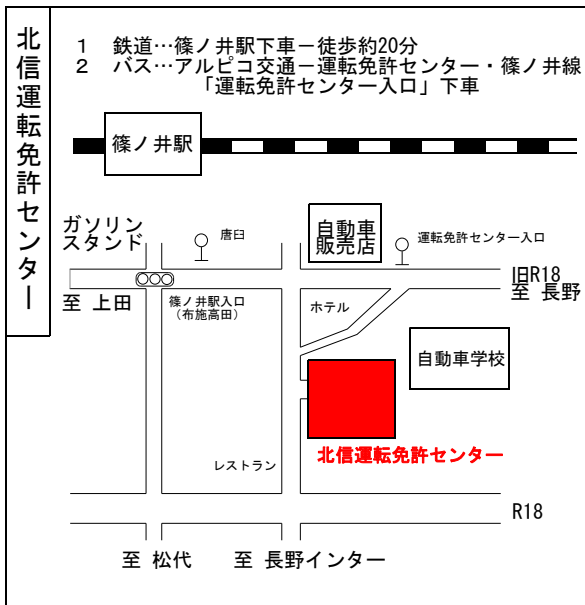 北信運転免許センター
1 鉄道…篠ノ井駅下車－徒歩約20分
2 バス…アルピコ交通－運転免許センター・篠ノ井線
「運転免許センター入口」下車
篠ノ井駅
ガソリン
スタンド
唐臼
自動車
販売店
運転免許センター入口
旧R18
至 長野
至 上田
篠ノ井駅入口
（布施高田）
ホテル
自動車学校
北信運転免許センター
レストラン
R18
至 松代
至 長野インター